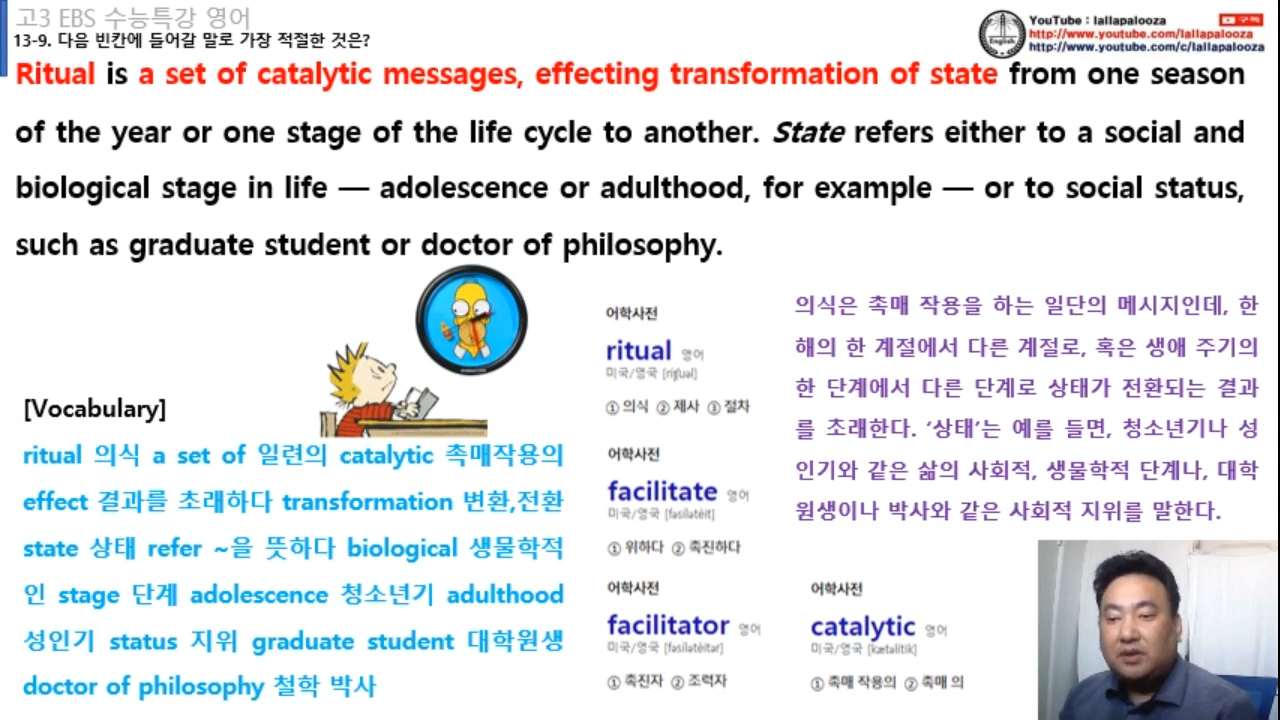 고3 EBS 수능특강 영어
13-9. 다음 빈칸에 들어갈 말로 가장 적절한 것은?
YouTube : lallapalooza
구독
http://www.youtube.com/lallapalooza
http://www.youtube.com/c/lallapalooza
English
Ritual is a set of catalytic messages, effecting transformation of state from one season
of the year or one stage of the life cycle to another. State refers either to a social and
biological stage in life — adolescence or adulthood, for example — or to social status,
such as graduate student or doctor of philosophy.
[Vocabulary]
ritual 의식 a set of 일련의 catalytic 촉매작용의
effect 결과를 초래하다 transformation 변환,전환
state 상태 refer ~을 뜻하다 biological 생물학적
인 stage 단계 adolescence 청소년기 adulthood
성인기 status 지위 graduate student 대학원생
doctor of philosophy 철학 박사
어학사전
ritual 영어
미국/영국 [rítʃuəl]
① 의식 ② 제사 ③ 절차
어학사전
facilitate 영어
미국/영국 [fəsílətèit]
① 위하다 ② 촉진하다
어학사전
facilitator 영어
미국/영국 [fəsílətèitər]
① 촉진자 ② 조력자
어학사전
catalytic 영어
미국/영국 [kætəlítik]
① 촉매 작용의 ② 촉매 의
의식은 촉매 작용을 하는 일단의 메시지인데, 한
해의 한 계절에서 다른 계절로, 혹은 생애 주기의
한 단계에서 다른 단계로 상태가 전환되는 결과
를 초래한다. ‘상태’는 예를 들면, 청소년기나 성
인기와 같은 삶의 사회적, 생물학적 단계나, 대학
원생이나 박사와 같은 사회적 지위를 말한다.